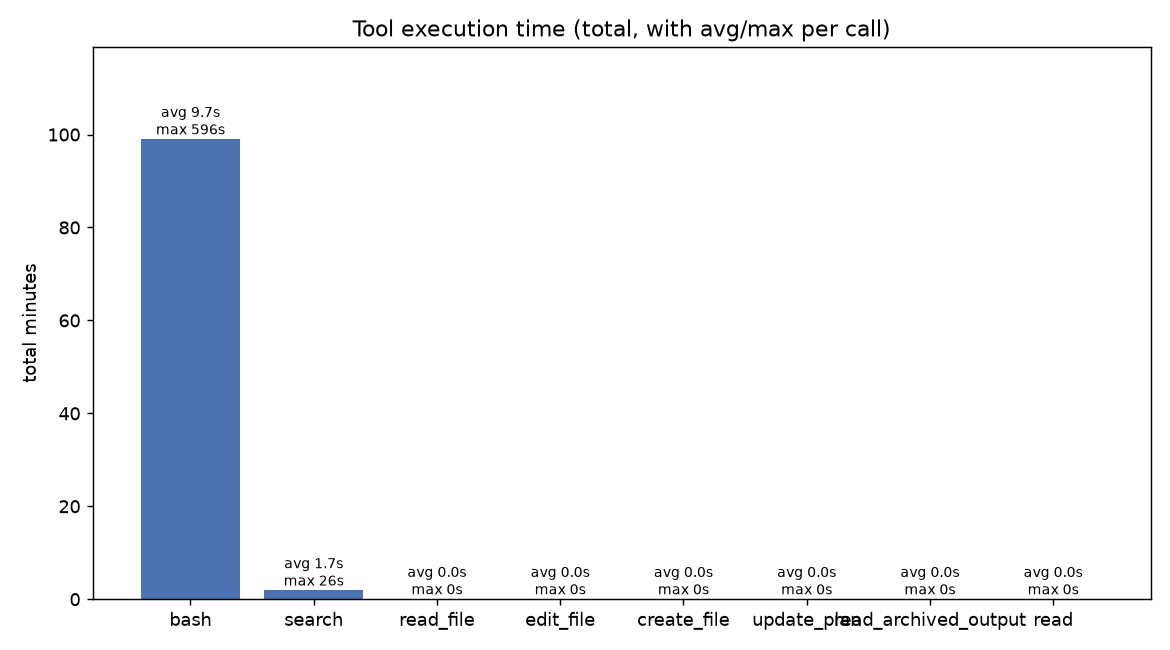 Tool execution time (total, with avg/max per call)
total minutes
100
80
60
40
20
0
avg 9.7s
max 596s
avg 1.7s
max 26s
avg 0.0s
max 0s
avg 0.0s
max 0s
avg 0.0s
max 0s
avg 0.0s
max 0s
avg 0.0s
max 0s
avg 0.0s
max 0s
bash
search
read_file
edit_file
create_file
update_plan
read_archived_output
read